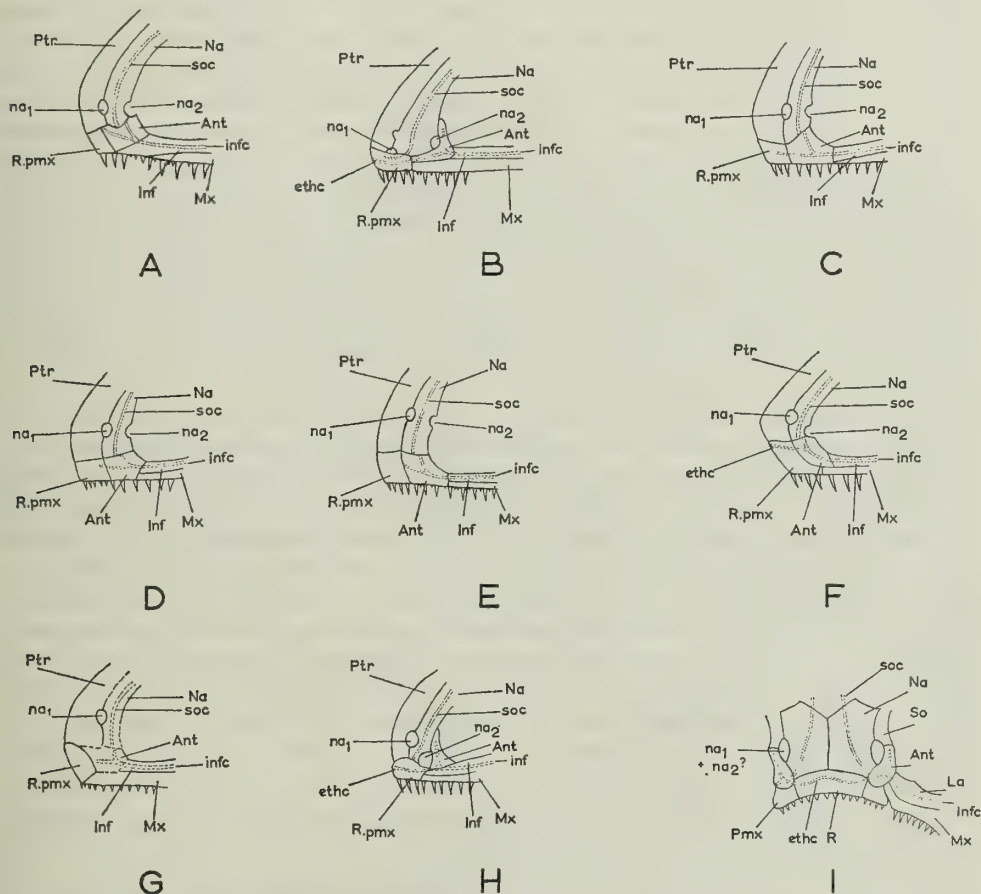 Ptr
Na
soc
na1
na2
Ant
infc
R.pmx
Inf
Mx
A
Ptr
Na
soc
na2
na1
Ant
infc
ethc
R.pmx
Inf
Mx
B
Ptr
Na
soc
na1
na2
Ant
infc
R.pmx
Inf
Mx
C
Ptr
Na
soc
na1
na2
infc
R.pmx
Ant
Inf
Mx
D
Ptr
Na
soc
na1
na2
infc
R.pmx
Ant
Inf
Mx
E
Ptr
Na
soc
na1
na2
ethc
infc
R.pmx
Ant
Inf
Mx
F
Ptr
Na
na1
soc
Ant
infc
R.pmx
Inf
Mx
G
Ptr
Na
soc
na1
na2
Ant
inf
ethc
R.pmx
Mx
infc
H
soc
Na
So
na1
+. na2?
Ant
La
Infc
Pmx
ethc R
Mx
I